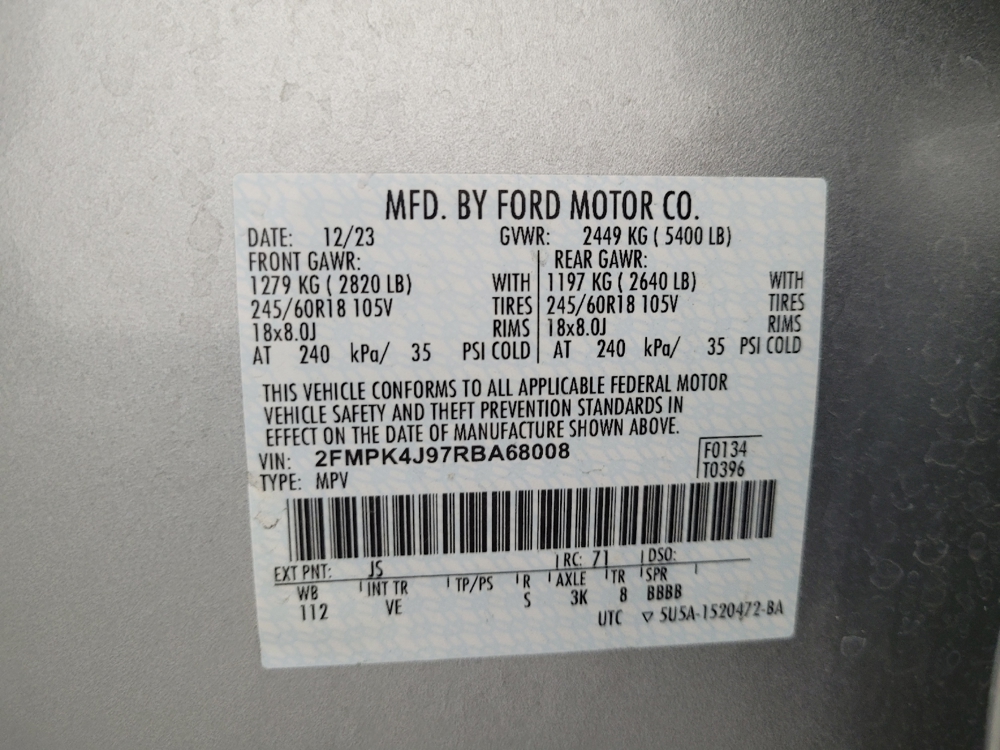 MFD. BY FORD MOTOR CO.
DATE: 12/23 GVWR: 2449 KG ( 5400 LB)
FRONT GAWR: REAR GAWR:
1279 KG ( 2820 LB) WITH 1197 KG ( 2640 LB) WITH
245/60R18 105V TIRES 245/60R18 105V TIRES
18x8.0J RIMS 18x8.0J RIMS
AT 240 kPa/ 35 PSI COLD AT 240 kPa/ 35 PSI COLD
THIS VEHICLE CONFORMS TO ALL APPLICABLE FEDERAL MOTOR
VEHICLE SAFETY AND THEFT PREVENTION STANDARDS IN
EFFECT ON THE DATE OF MANUFACTURE SHOWN ABOVE.
VIN: 2FMPK4J97RBA68008 F0134
TYPE: MPV T0396
EXT PNT: JS RC: 71 DSO:
WB INT TR TP/PS R AXLE TR SPR
112 VE S 3K 8 BBBB
UTC ▽ 5U5A-1520472-BA